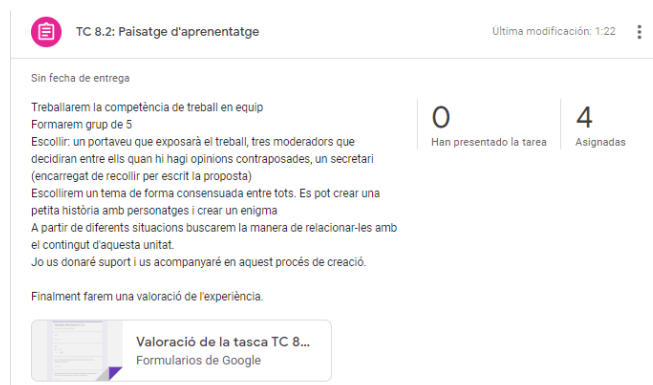 TC 8.2: Paisatge d'aprenentatge
Última modificación: 1:22
Sin fecha de entrega
Treballarem la competència de treball en equip
Formarem grup de 5
Escollir: un portaveu que exposarà el treball, tres moderadors que
decidiran entre ells quan hi hagi opinions contraposades, un secretari
(encarregat de recollir per escrit la proposta)
Escollirem un tema de forma consensuada entre tots. Es pot crear una
petita història amb personatges i crear un enigma
A partir de diferents situacions buscarem la manera de relacionar-les amb
el contingut d'aquesta unitat.
Jo us donaré suport i us acompanyaré en aquest procés de creació.
Finalment farem una valoració de l'experiència.
0
Han presentado la tarea
4
Asignadas
Valoració de la tasca TC 8...
Formularios de Google